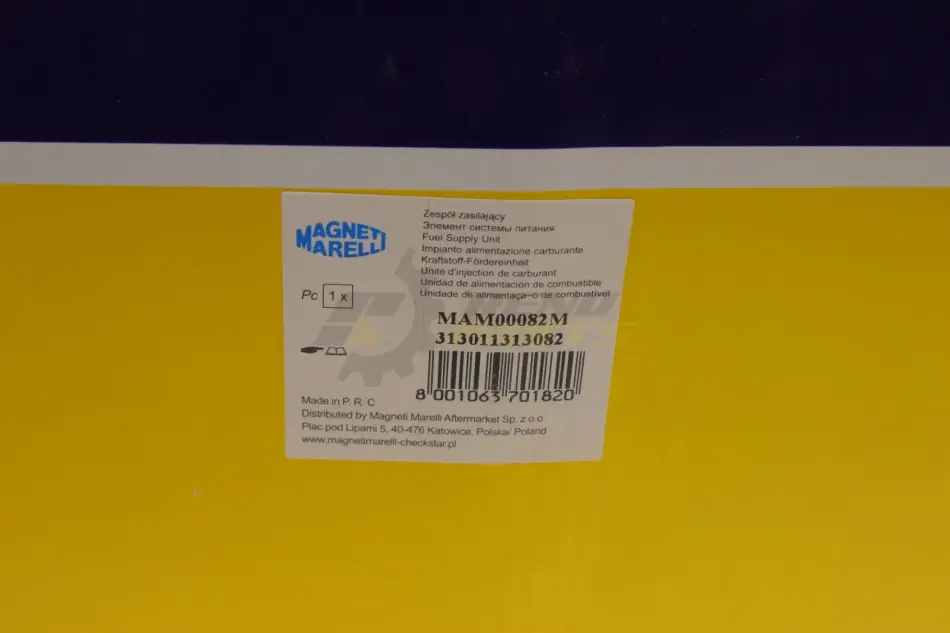 MAGNETI
MARELLI
Zespół zasilający
Элемент системы питания
Fuel Supply Unit
Impianto alimentazione carburante
Kraftstoff-Fördereinheit
Unité d'injection de carburant
Unidad de alimentación de combustible
Unidade de alimentaça~o de combustível
Pc 1 x
MAM00082M
313011313082
8 001063 701820
Made in P. R. C
Distributed by Magneti Marelli Aftermarket Sp. z o.o.
Plac pod Lipami 5, 40-476 Katowice, Polska/ Poland
www.magnetimarelli-checkstar.pl